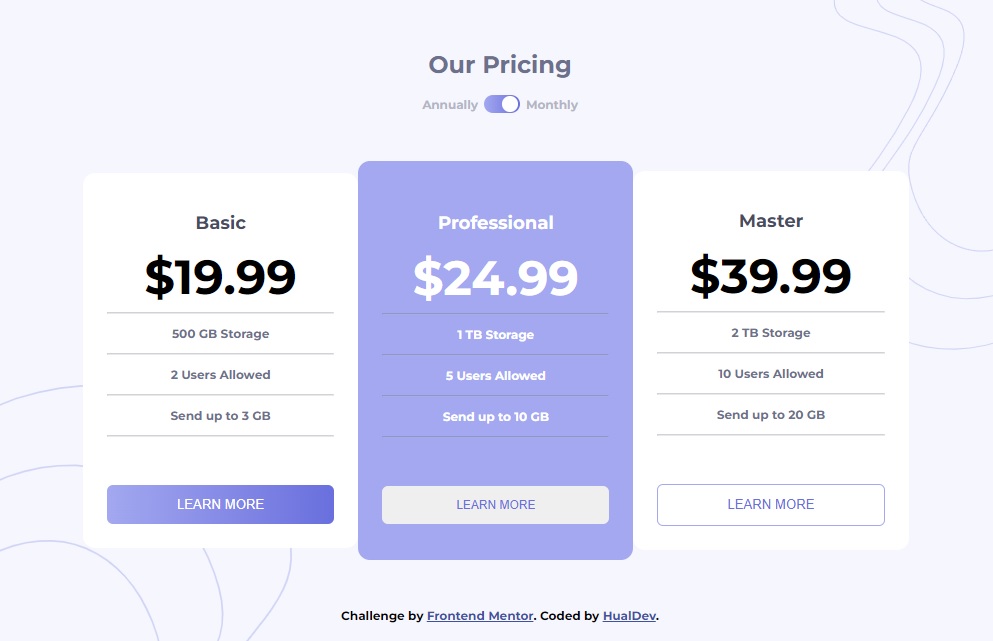 Our Pricing
Annually Monthly
Basic
$19.99
500 GB Storage
2 Users Allowed
Send up to 3 GB
LEARN MORE
Professional
$24.99
1 TB Storage
5 Users Allowed
Send up to 10 GB
LEARN MORE
Master
$39.99
2 TB Storage
10 Users Allowed
Send up to 20 GB
LEARN MORE
Challenge by Frontend Mentor. Coded by HualDev.